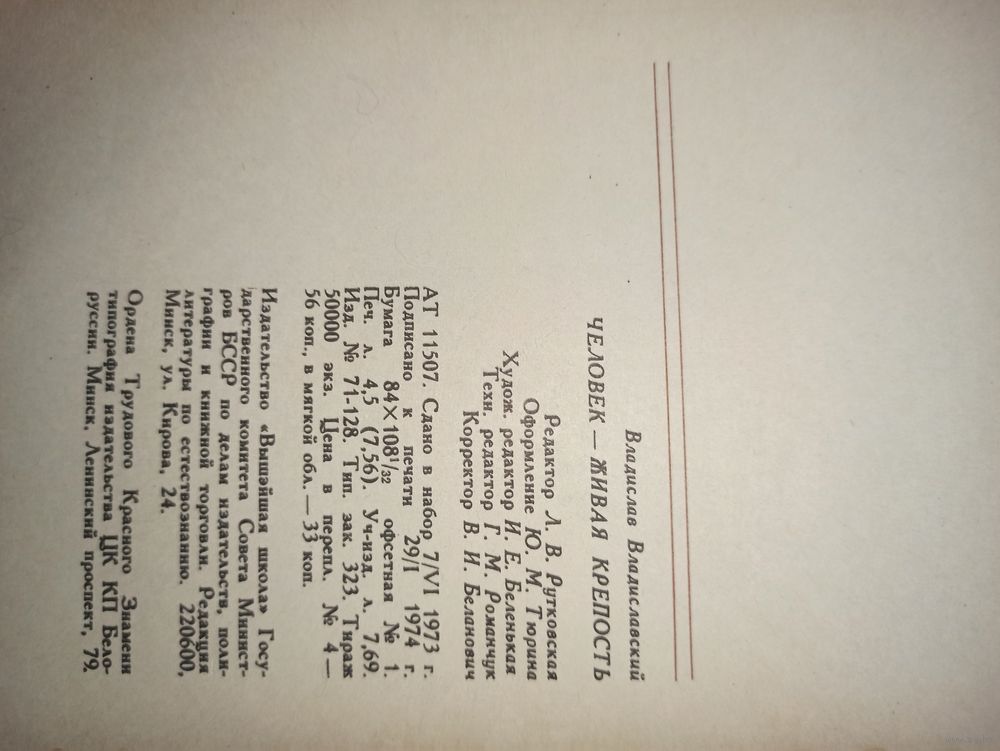 Владислав Владиславский
ЧЕЛОВЕК — ЖИВАЯ КРЕПОСТЬ
Редактор Л. В. Рутковская
Оформление Ю. М. Тюрина
Худож. редактор И. Е. Беленькая
Техн. редактор Г. М. Романчук
Корректор В. И. Беланович
АТ 11507. Сдано в набор 7/VI 1973 г.
Подписано к печати 29/I 1974 г.
Бумага 84×108¹/₃₂ офсетная № 1.
Печ. л. 4,5 (7,56). Уч-изд. л. 7,69.
Изд. № 71-128. Тип. зак. 323. Тираж
50000 экз. Цена в перепл. № 4 —
56 коп., в мягкой обл. — 33 коп.
Издательство «Вышэйшая школа» Госу-
дарственного комитета Совета Минист-
ров БССР по делам издательств, поли-
графии и книжной торговли. Редакция
литературы по естествознанию. 220600,
Минск, ул. Кирова, 24.
Ордена Трудового Красного Знамени
типография издательства ЦК КП Бело-
руссии. Минск, Ленинский проспект, 79.